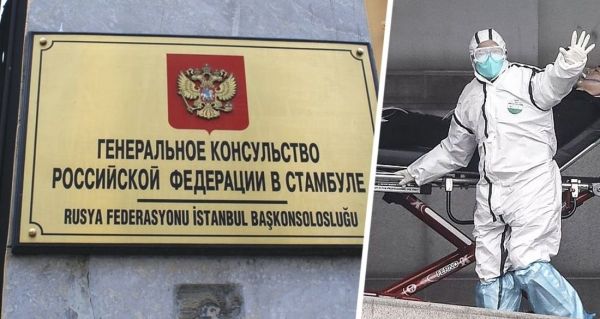 ГЕНЕРАЛЬНОЕ КОНСУЛЬСТВО
РОССИЙСКОЙ ФЕДЕРАЦИИ В СТАМБУЛЕ
RUSYA FEDERASYONU İSTANBUL BAŞKONSOLOSLUĞU